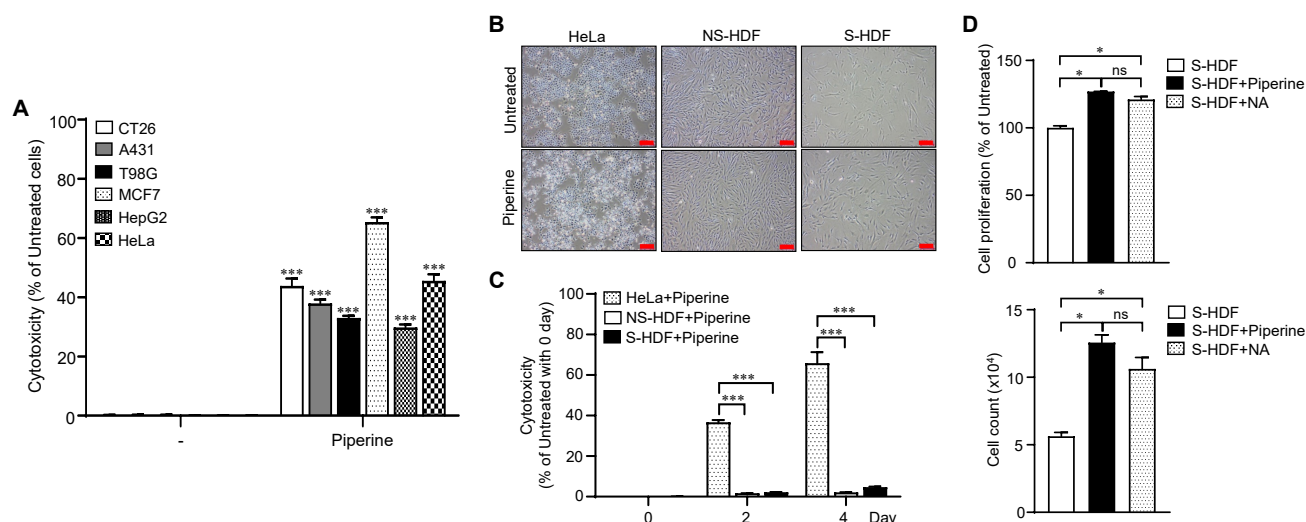 A
Cytotoxicity (% of Untreated cells)
100
80
60
40
20
0
CT26
A431
T98G
MCF7
HepG2
HeLa
***
***
***
***
***
***
-
Piperine
B
HeLa
NS-HDF
S-HDF
Untreated
Piperine
C
Cytotoxicity
(% of Untreated with 0 day)
100
80
60
40
20
0
HeLa+Piperine
NS-HDF+Piperine
S-HDF+Piperine
***
***
***
***
0
2
4
Day
D
Cell proliferation (% of Untreated)
150
100
50
0
*
*
ns
S-HDF
S-HDF+Piperine
S-HDF+NA
Cell count (x10⁴)
15
10
5
0
*
*
ns
S-HDF
S-HDF+Piperine
S-HDF+NA